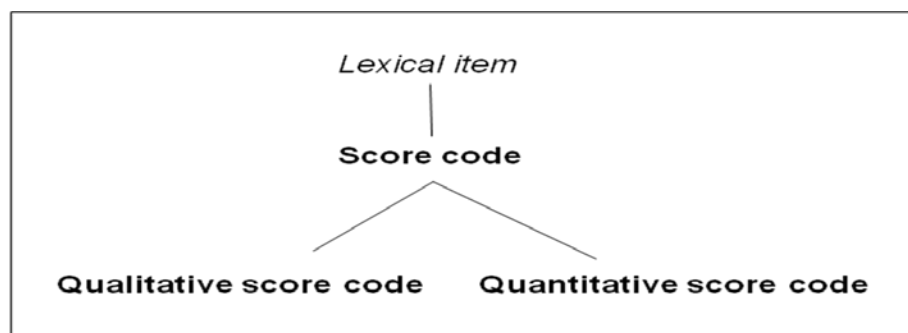 Lexical item
Score code
Qualitative score code Quantitative score code